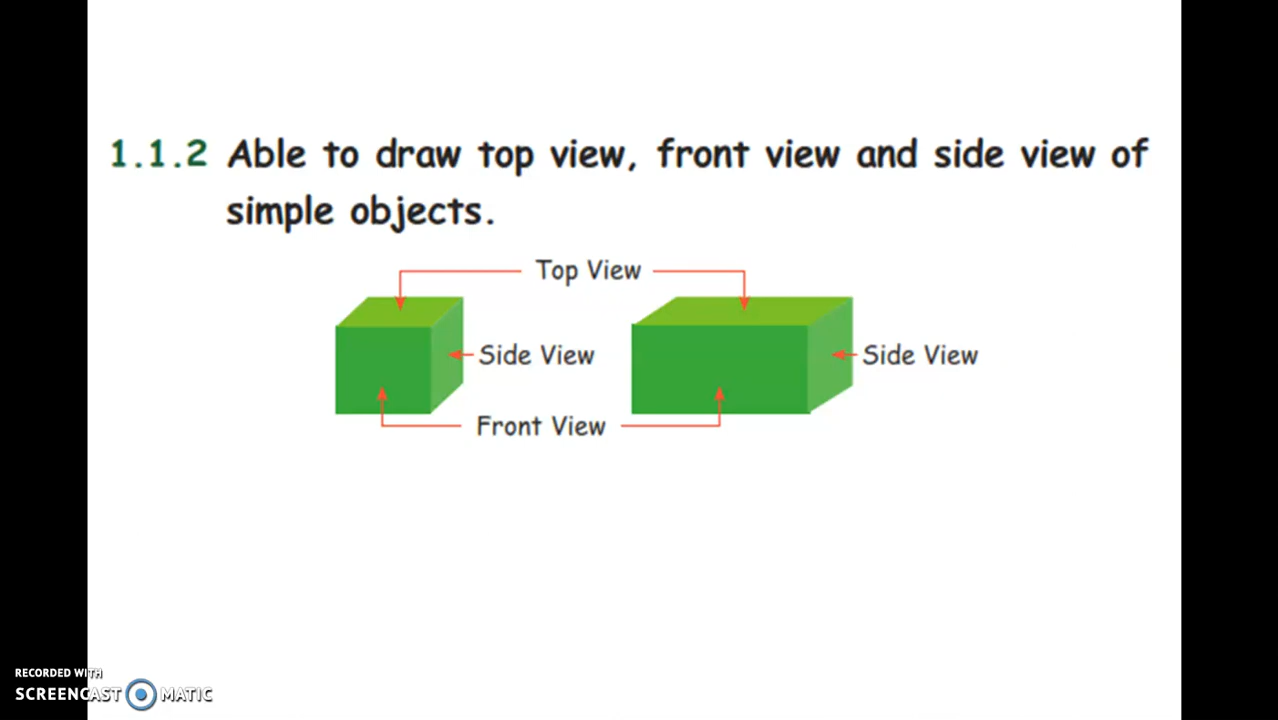 1.1.2 Able to draw top view, front view and side view of
simple objects.
Top View
Side View
Side View
Front View
RECORDED WITH
SCREENCAST MATIC